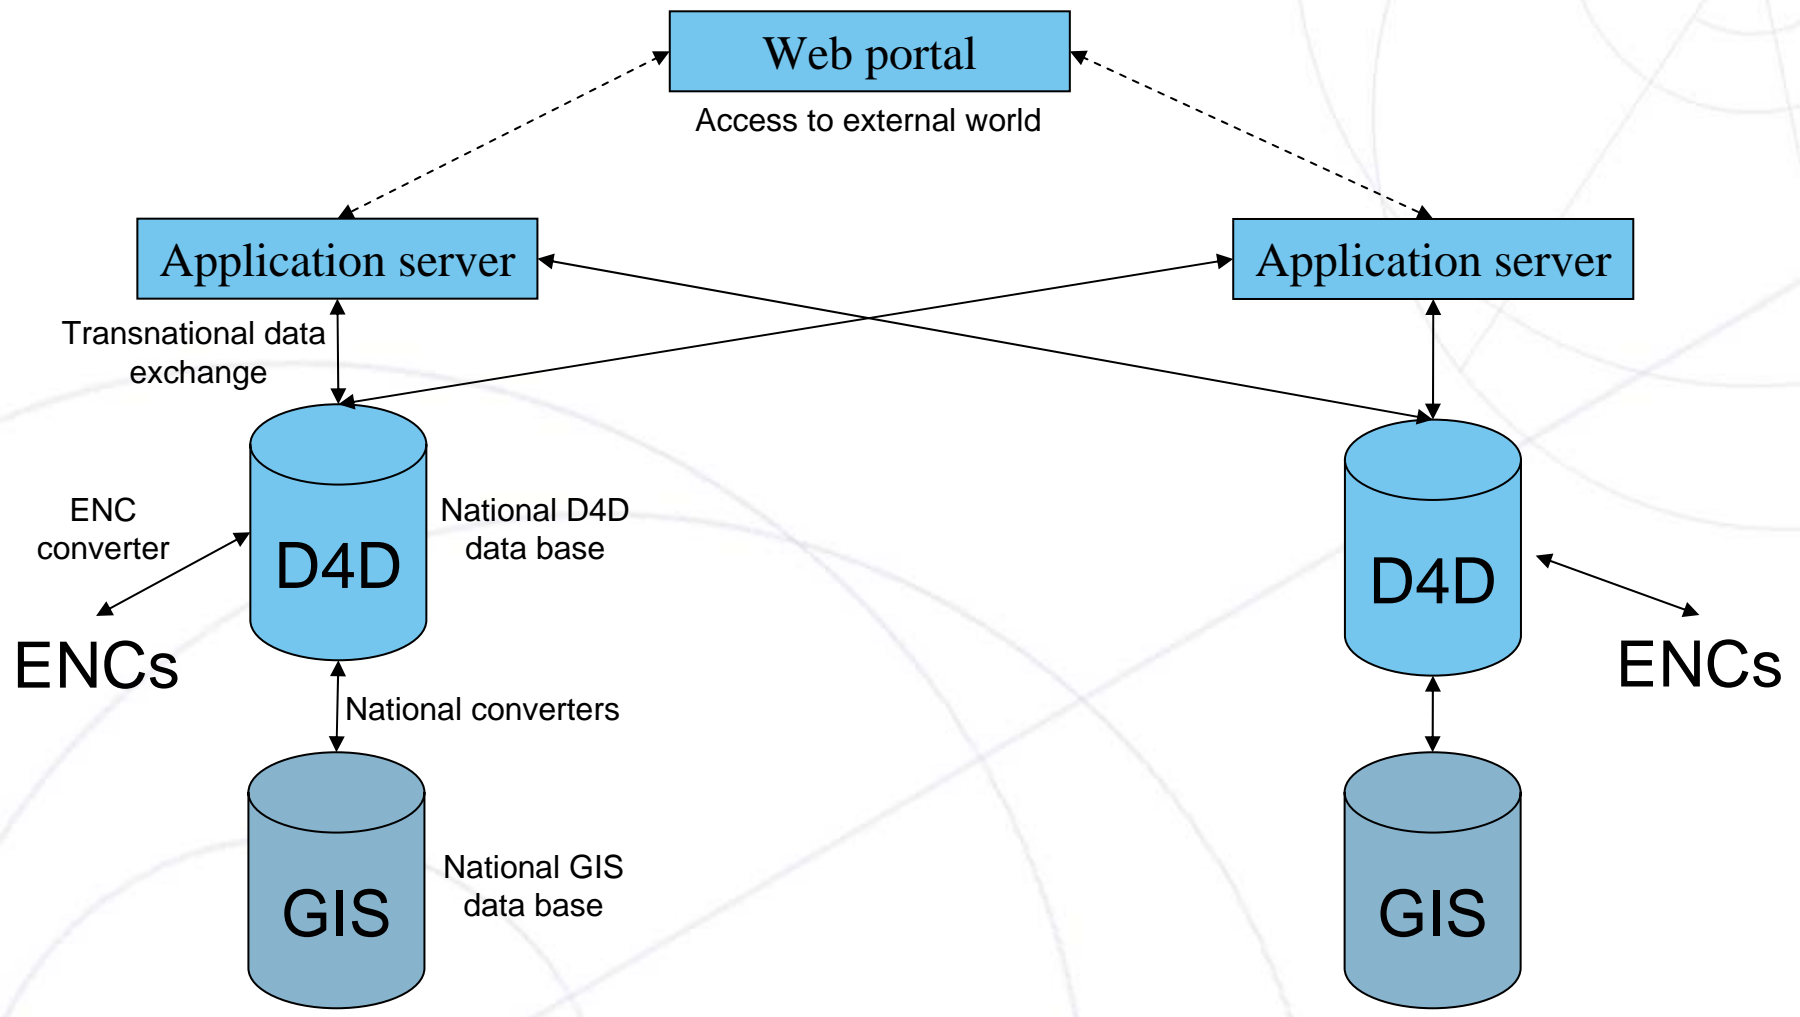 Web portal
Access to external world
Application server
Application server
Transnational data
exchange
ENC
converter
National D4D
data base
D4D
D4D
ENCs
ENCs
National converters
National GIS
data base
GIS
GIS